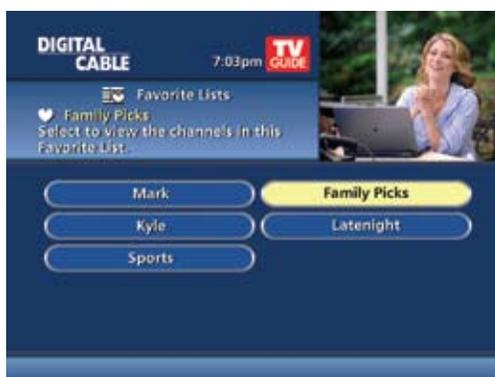 DIGITAL
CABLE
7:03pm
TV
GUIDE
Favorite Lists
Family Picks
Select to view the channels in this
Favorite List.
Mark
Family Picks
Kyle
Latenight
Sports